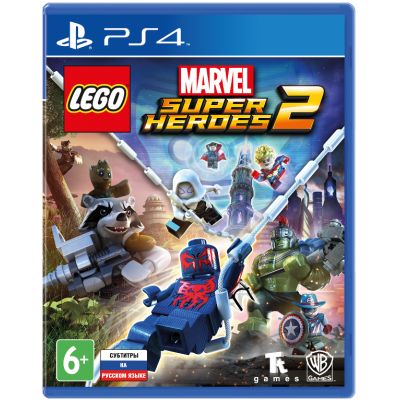 PS4
LEGO
MARVEL
SUPER
HEROES 2
6+
СУБТИТРЫ
НА
РУССКОМ ЯЗЫКЕ
TT
games
WB
GAMES